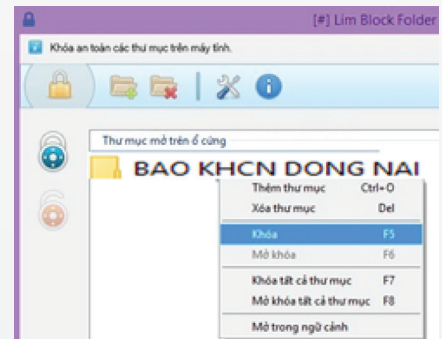 [#] Lim Block Folder
Khóa an toàn các thư mục trên máy tính.
Thư mục mở trên ổ cứng
BAO KHCN DONG NAI
Thêm thư mục Ctrl+O
Xóa thư mục Del
Khóa F5
Mở khóa F6
Khóa tất cả thư mục F7
Mở khóa tất cả thư mục F8
Mở trong ngữ cảnh